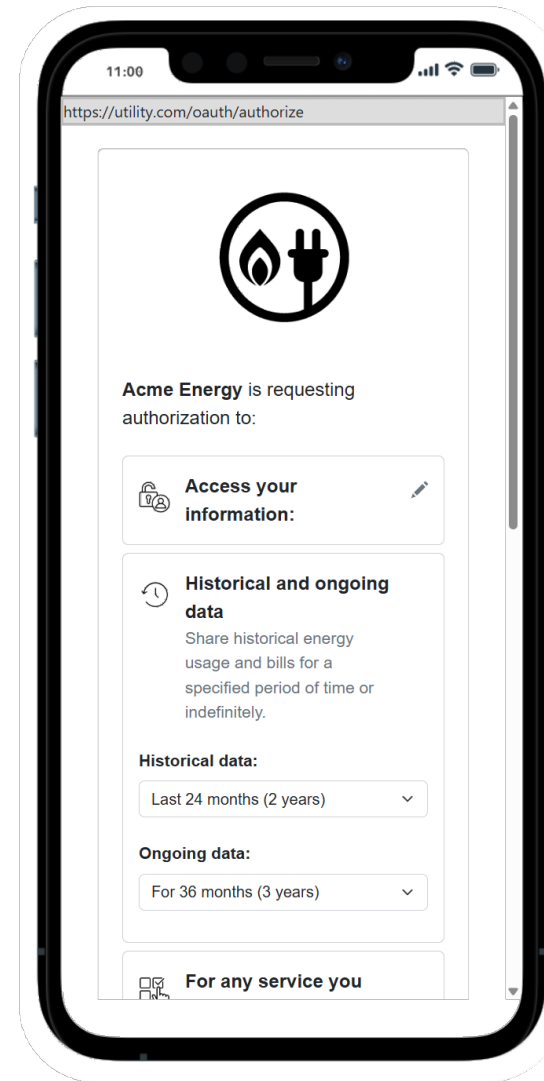 11:00
https://utility.com/oauth/authorize
Acme Energy is requesting
authorization to:
Access your
information:
Historical and ongoing
data
Share historical energy
usage and bills for a
specified period of time or
indefinitely.
Historical data:
Last 24 months (2 years)
Ongoing data:
For 36 months (3 years)
For any service you